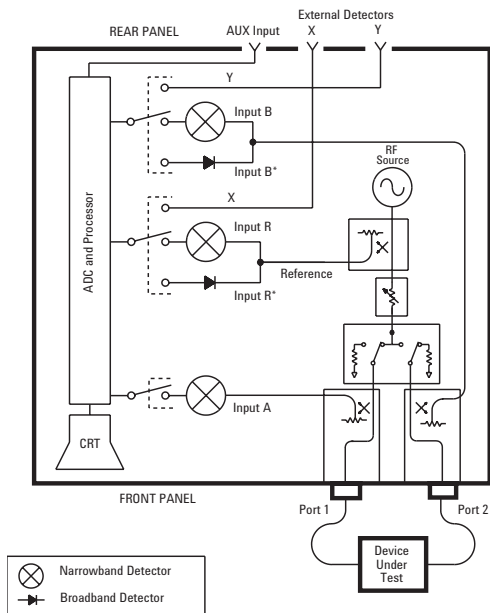 External Detectors
REAR PANEL
AUX Input
X
Y
Y
Input B
Input B*
RF
Source
X
Input R
Reference
Input R*
ADC and Processor
Input A
CRT
FRONT PANEL
Port 1
Port 2
Device
Under
Test
Narrowband Detector
Broadband Detector